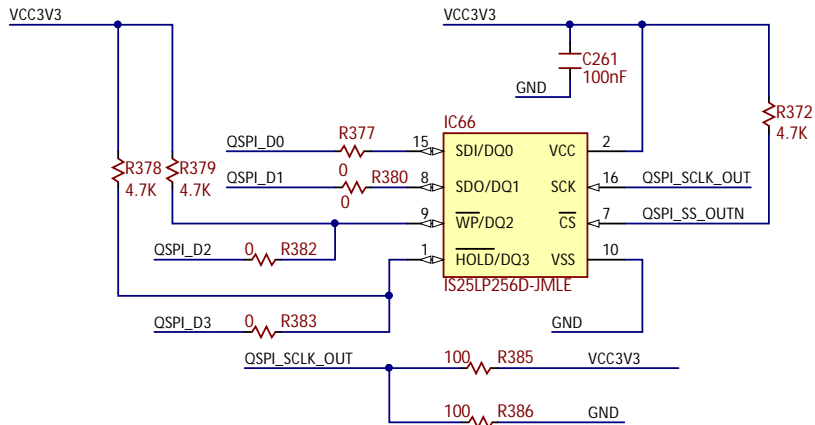 VCC3V3
VCC3V3
C261
100nF
GND
R372
4.7K
IC66
QSPI_D0
R377
0
15
SDI/DQ0
VCC
2
R378
4.7K
R379
4.7K
QSPI_D1
R380
0
8
SDO/DQ1
SCK
16
QSPI_SCLK_OUT
9
WP/DQ2
CS
7
QSPI_SS_OUTN
QSPI_D2
0
R382
1
HOLD/DQ3
VSS
10
IS25LP256D-JMLE
QSPI_D3
0
R383
GND
QSPI_SCLK_OUT
100
R385
VCC3V3
100
R386
GND